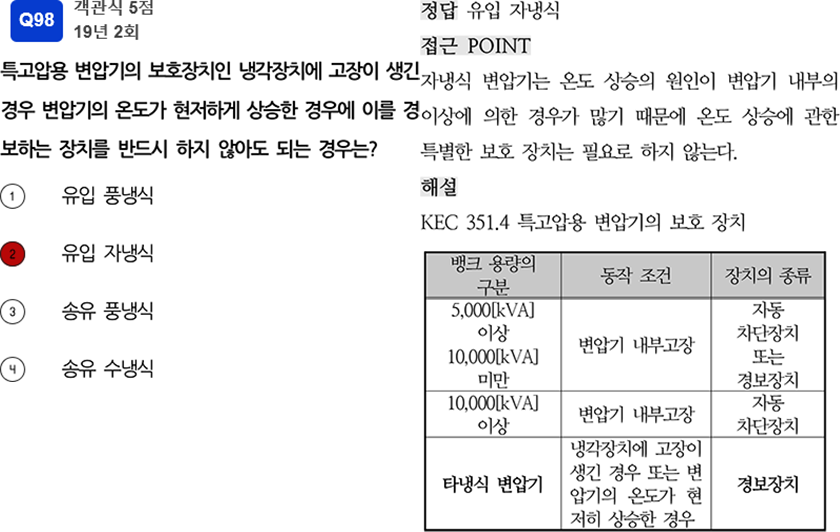 Q98
객관식 5점
19년 2회
특고압용 변압기의 보호장치인 냉각장치에 고장이 생긴
경우 변압기의 온도가 현저하게 상승한 경우에 이를 경
보하는 장치를 반드시 하지 않아도 되는 경우는?
1 유입 풍냉식
2 유입 자냉식
3 송유 풍냉식
4 송유 수냉식
정답 유입 자냉식
접근 POINT
자냉식 변압기는 온도 상승의 원인이 변압기 내부의
이상에 의한 경우가 많기 때문에 온도 상승에 관한
특별한 보호 장치는 필요로 하지 않는다.
해설
KEC 351.4 특고압용 변압기의 보호 장치
뱅크 용량의
구분
동작 조건
장치의 종류
5,000[kVA]
이상
10,000[kVA]
미만
변압기 내부고장
자동
차단장치
또는
경보장치
10,000[kVA]
이상
변압기 내부고장
자동
차단장치
타냉식 변압기
냉각장치에 고장이
생긴 경우 또는 변
압기의 온도가 현
저히 상승한 경우
경보장치